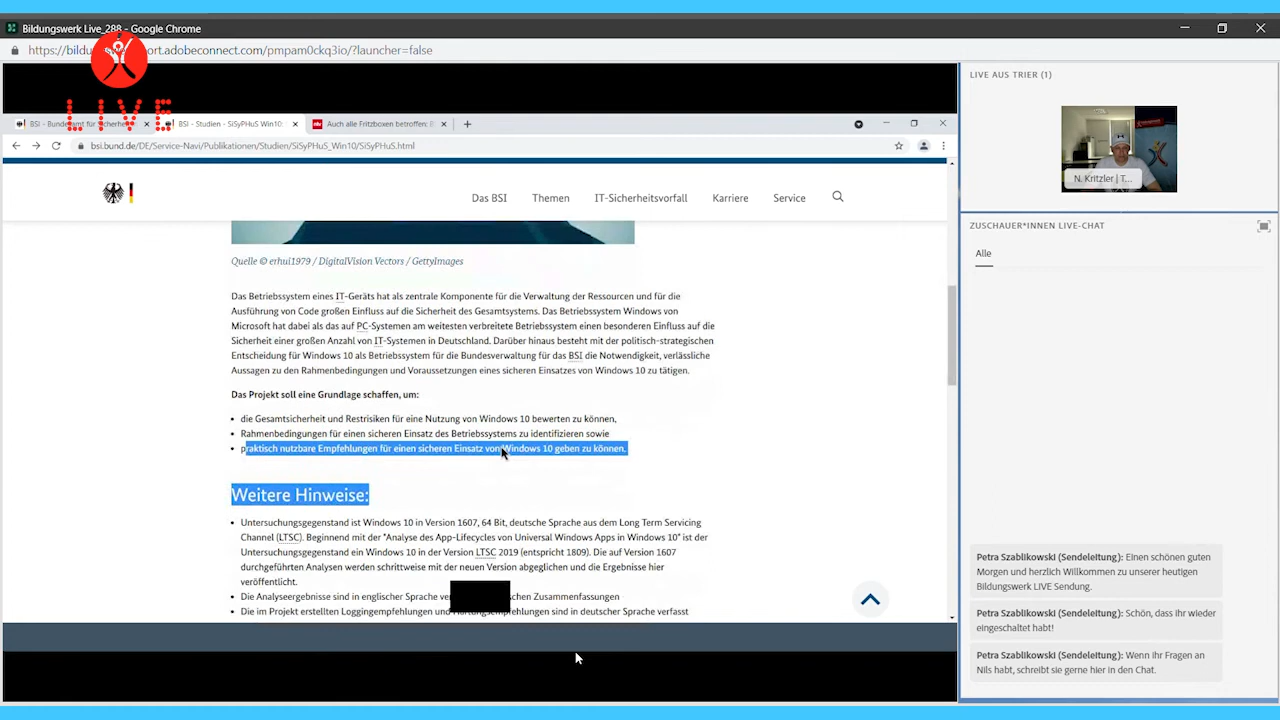 Bildungswerk Live_288 - Google Chrome
https://bildu ort.adobeconnect.com/pmpam0ckq3io/?launcher=false
LIVE
BSI - Bundesamt für Sicherhei
BSI - Studien - SiSyPHuS Win10:
Auch alle Fritzboxen betroffen: B
bsi.bund.de/DE/Service-Navi/Publikationen/Studien/SiSyPHuS_Win10/SiSyPHuS.html
Das BSI Themen IT-Sicherheitsvorfall Karriere Service
Quelle © erhui1979 / DigitalVision Vectors / GettyImages
Das Betriebssystem eines IT-Geräts hat als zentrale Komponente für die Verwaltung der Ressourcen und für die
Ausführung von Code großen Einfluss auf die Sicherheit des Gesamtsystems. Das Betriebssystem Windows von
Microsoft hat dabei als das auf PC-Systemen am weitesten verbreitete Betriebssystem einen besonderen Einfluss auf die
Sicherheit einer großen Anzahl von IT-Systemen in Deutschland. Darüber hinaus besteht mit der politisch-strategischen
Entscheidung für Windows 10 als Betriebssystem für die Bundesverwaltung für das BSI die Notwendigkeit, verlässliche
Aussagen zu den Rahmenbedingungen und Voraussetzungen eines sicheren Einsatzes von Windows 10 zu tätigen.
Das Projekt soll eine Grundlage schaffen, um:
• die Gesamtsicherheit und Restrisiken für eine Nutzung von Windows 10 bewerten zu können,
• Rahmenbedingungen für einen sicheren Einsatz des Betriebssystems zu identifizieren sowie
• praktisch nutzbare Empfehlungen für einen sicheren Einsatz von Windows 10 geben zu können.
Weitere Hinweise:
• Untersuchungsgegenstand ist Windows 10 in Version 1607, 64 Bit, deutsche Sprache aus dem Long Term Servicing
Channel (LTSC). Beginnend mit der "Analyse des App-Lifecycles von Universal Windows Apps in Windows 10" ist der
Untersuchungsgegenstand ein Windows 10 in der Version LTSC 2019 (entspricht 1809). Die auf Version 1607
durchgeführten Analysen werden schrittweise mit der neuen Version abgeglichen und die Ergebnisse hier
veröffentlicht.
• Die Analyseergebnisse sind in englischer Sprache Zusammenfassungen
• Die im Projekt erstellten Loggingempfehlungen und sind in deutscher Sprache verfasst
LIVE AUS TRIER (1)
N. Kritzler | T...
ZUSCHAUER*INNEN LIVE-CHAT
Alle
Petra Szablikowski (Sendeleitung): Einen schönen guten
Morgen und herzlich Willkommen zu unserer heutigen
Bildungswerk LIVE Sendung.
Petra Szablikowski (Sendeleitung): Schön, dass ihr wieder
eingeschaltet habt!
Petra Szablikowski (Sendeleitung): Wenn ihr Fragen an
Nils habt, schreibt sie gerne hier in den Chat.